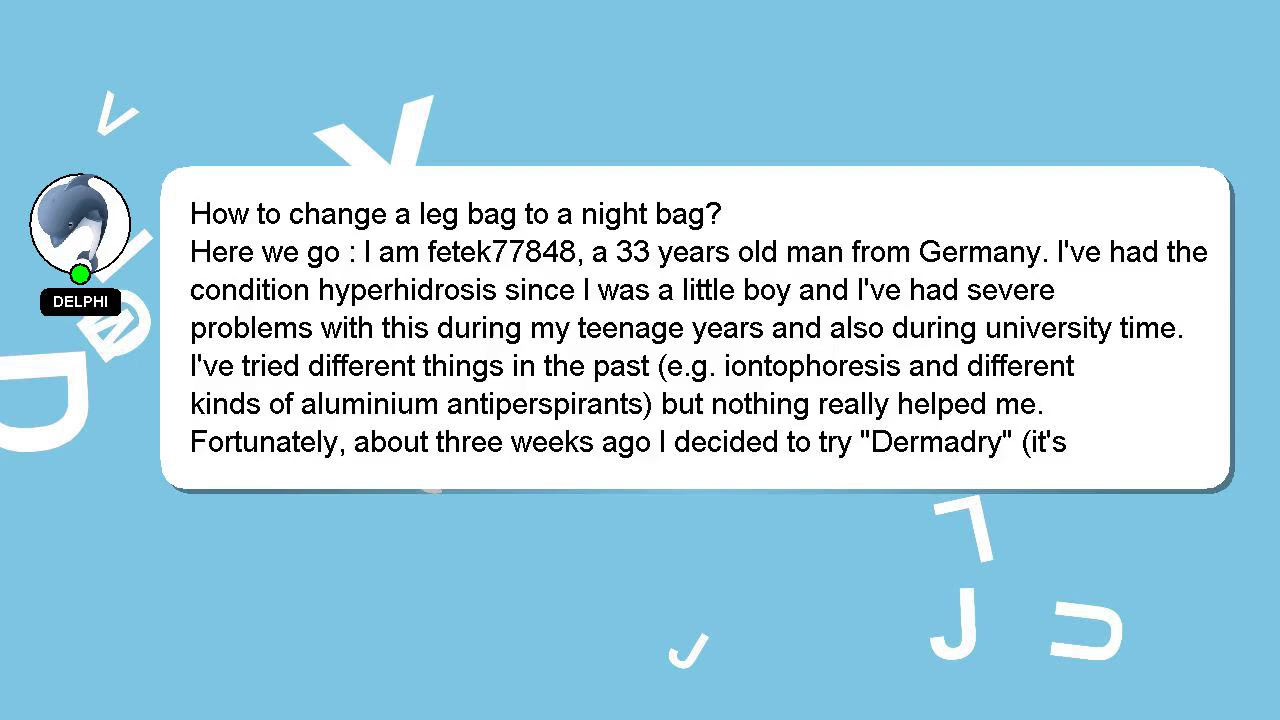 How to change a leg bag to a night bag?
Here we go : I am fetek77848, a 33 years old man from Germany. I've had the
condition hyperhidrosis since I was a little boy and I've had severe
problems with this during my teenage years and also during university time.
I've tried different things in the past (e.g. iontophoresis and different
kinds of aluminium antiperspirants) but nothing really helped me.
Fortunately, about three weeks ago I decided to try "Dermadry" (it's
DELPHI